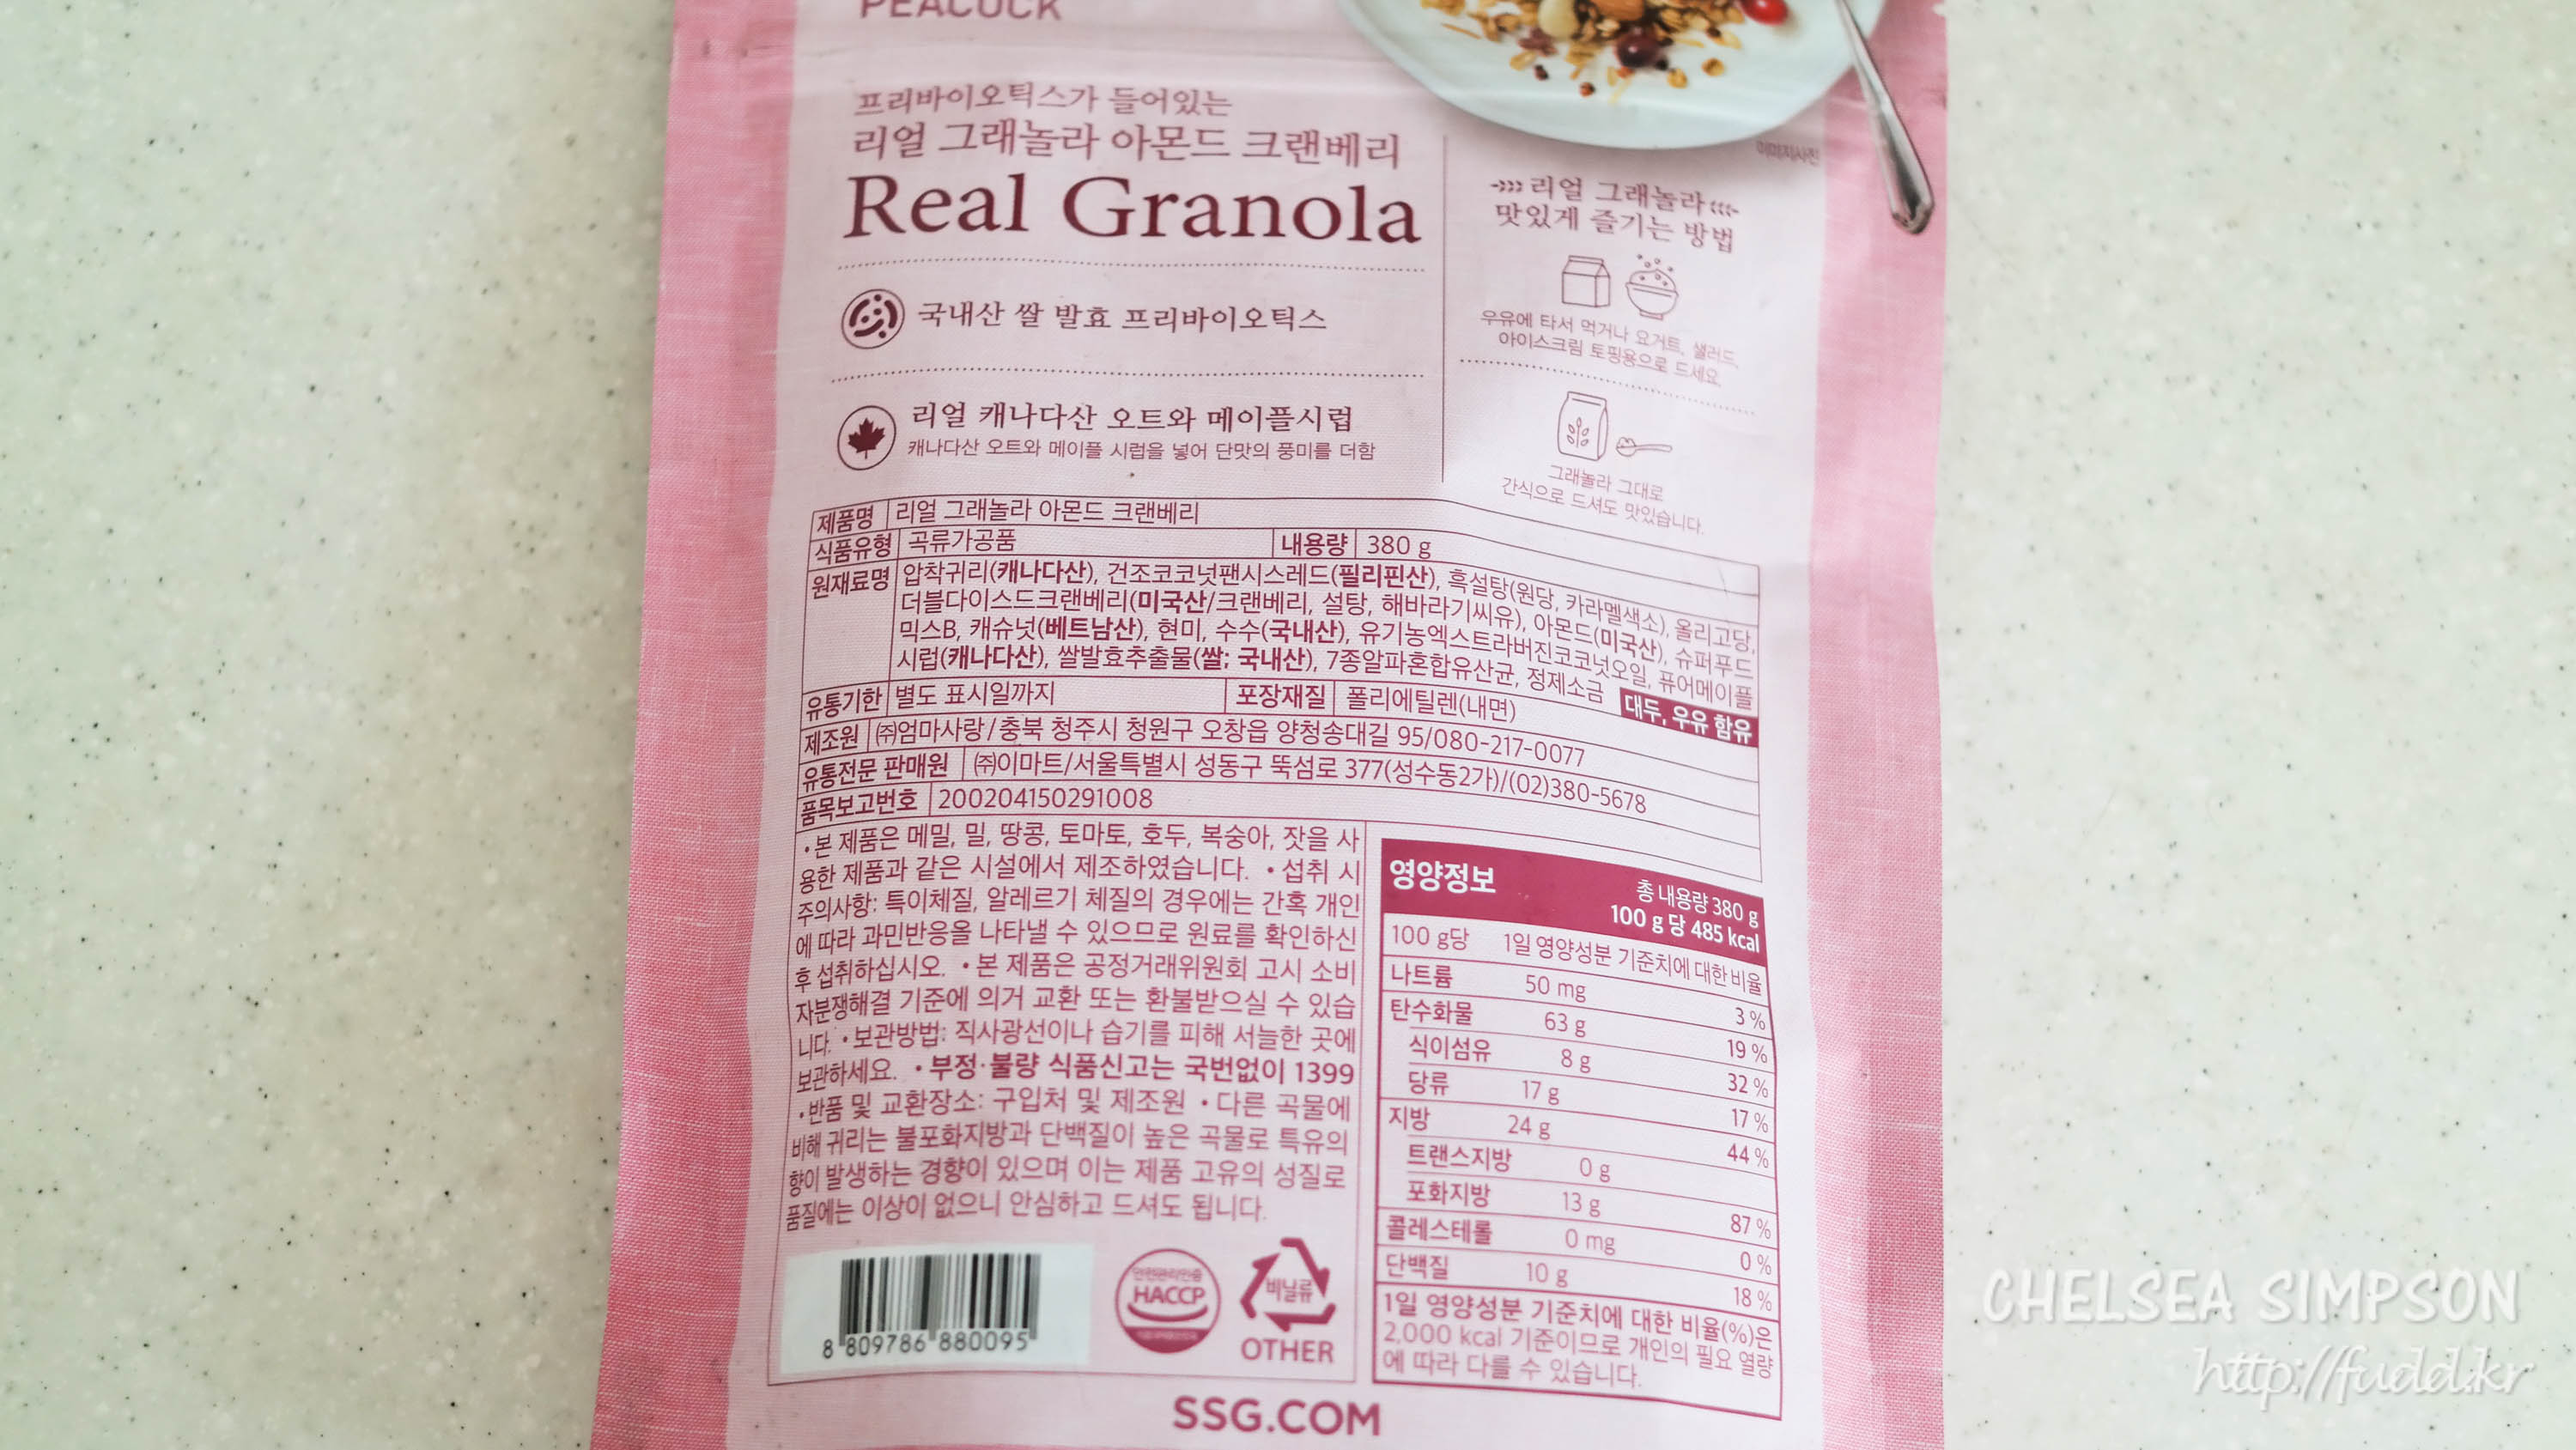 PEACOCK
프리바이오틱스가 들어있는
리얼 그래놀라 아몬드 크랜베리
Real Granola
국내산 쌀 발효 프리바이오틱스
리얼 캐나다산 오트와 메이플시럽
캐나다산 오트와 메이플 시럽을 넣어 단맛의 풍미를 더함
이미지사진
리얼 그래놀라
맛있게 즐기는 방법
우유에 타서 먹거나 요거트, 샐러드,
아이스크림 토핑용으로 드세요.
그래놀라 그대로
간식으로 드셔도 맛있습니다.
제품명 리얼 그래놀라 아몬드 크랜베리
식품유형 곡류가공품 내용량 380 g
원재료명 압착귀리(캐나다산), 건조코코넛팬시스레드(필리핀산), 흑설탕(원당, 카라멜색소), 올리고당,
더블다이스드크랜베리(미국산/크랜베리, 설탕, 해바라기씨유), 아몬드(미국산), 슈퍼푸드
믹스B, 캐슈넛(베트남산), 현미, 수수(국내산), 유기농엑스트라버진코코넛오일, 퓨어메이플
시럽(캐나다산), 쌀발효추출물(쌀; 국내산), 7종알파혼합유산균, 정제소금
대두, 우유 함유
유통기한 별도 표시일까지 포장재질 폴리에틸렌(내면)
제조원 ㈜엄마사랑/충북 청주시 청원구 오창읍 양청송대길 95/080-217-0077
유통전문 판매원 ㈜이마트/서울특별시 성동구 뚝섬로 377(성수동2가)/(02)380-5678
품목보고번호 200204150291008
• 본 제품은 메밀, 밀, 땅콩, 토마토, 호두, 복숭아, 잣을 사
용한 제품과 같은 시설에서 제조하였습니다. • 섭취 시
주의사항: 특이체질, 알레르기 체질의 경우에는 간혹 개인
에 따라 과민반응을 나타낼 수 있으므로 원료를 확인하신
후 섭취하십시오. • 본 제품은 공정거래위원회 고시 소비
자분쟁해결 기준에 의거 교환 또는 환불받으실 수 있습
니다. • 보관방법: 직사광선이나 습기를 피해 서늘한 곳에
보관하세요. • 부정·불량 식품신고는 국번없이 1399
• 반품 및 교환장소: 구입처 및 제조원 • 다른 곡물에
비해 귀리는 불포화지방과 단백질이 높은 곡물로 특유의
향이 발생하는 경향이 있으며 이는 제품 고유의 성질로
품질에는 이상이 없으니 안심하고 드셔도 됩니다.
영양정보
총 내용량 380 g
100 g 당 485 kcal
100 g당 1일 영양성분 기준치에 대한 비율
나트륨 50 mg 3 %
탄수화물 63 g 19 %
식이섬유 8 g 32 %
당류 17 g 17 %
지방 24 g 44 %
트랜스지방 0 g
포화지방 13 g 87 %
콜레스테롤 0 mg 0 %
단백질 10 g 18 %
1일 영양성분 기준치에 대한 비율(%)은
2,000 kcal 기준이므로 개인의 필요 열량
에 따라 다를 수 있습니다.
8 809786 880095
안전관리인증
HACCP
비닐류
OTHER
SSG.COM
CHELSEA SIMPSON
http://fudd.kr